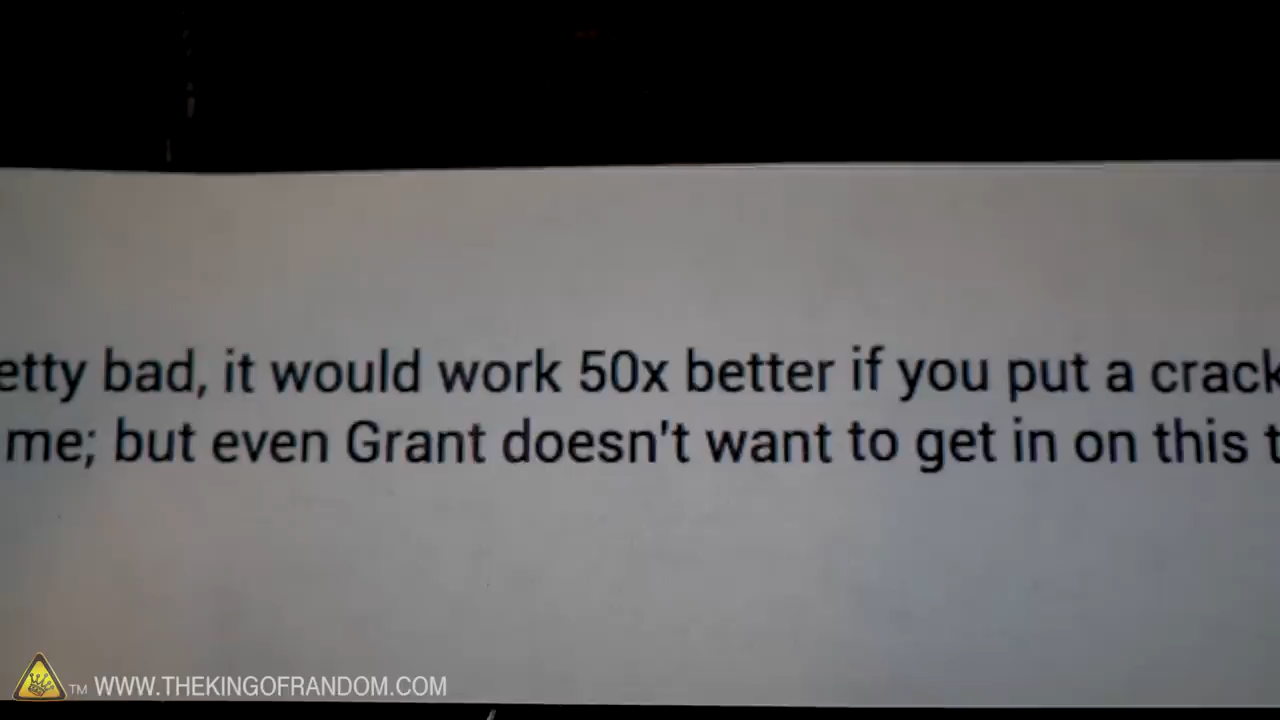 etty bad, it would work 50x better if you put a crack
me; but even Grant doesn't want to get in on this t
TM WWW.THEKINGOFRANDOM.COM